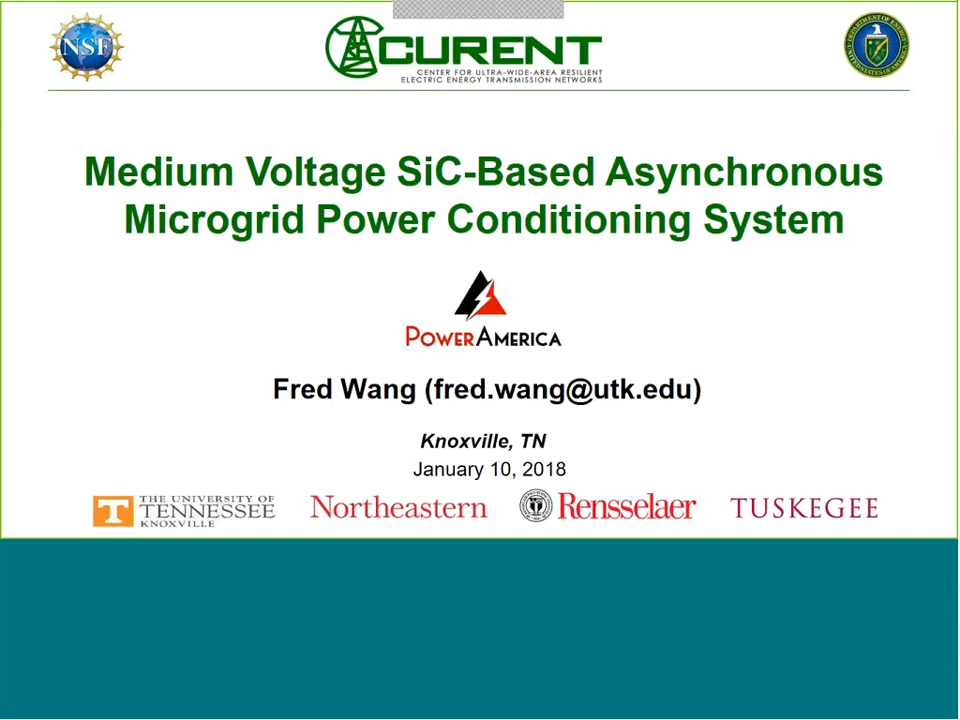 NSF
CURENT
CENTER FOR ULTRA-WIDE-AREA RESILIENT
ELECTRIC ENERGY TRANSMISSION NETWORKS
Medium Voltage SiC-Based Asynchronous
Microgrid Power Conditioning System
POWERAMERICA
Fred Wang (fred.wang@utk.edu)
Knoxville, TN
January 10, 2018
T THE UNIVERSITY OF
TENNESSEE
KNOXVILLE
Northeastern
Rensselaer
TUSKEGEE